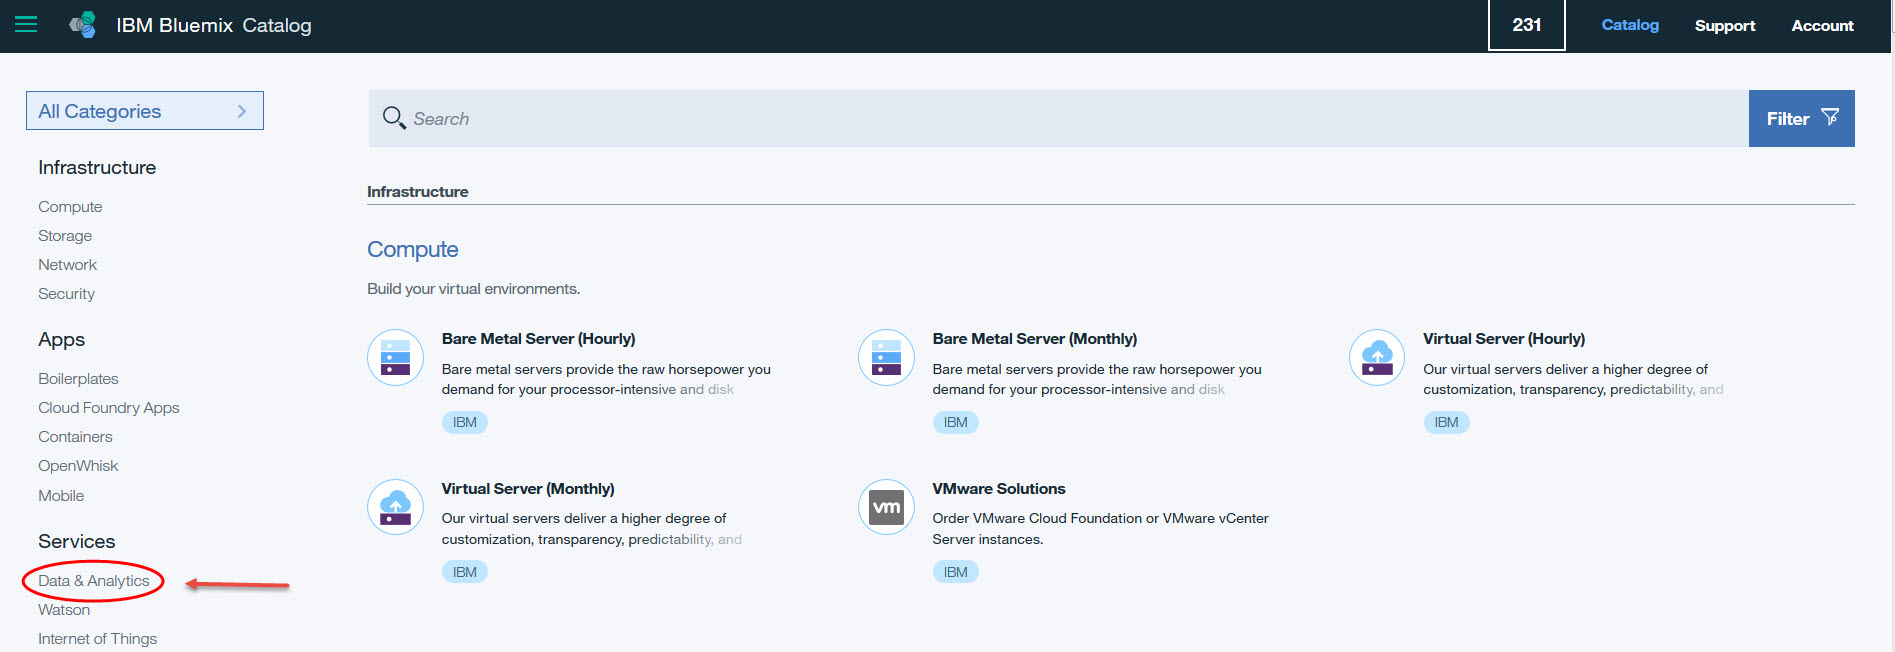 IBM Bluemix Catalog
231
Catalog
Support
Account
All Categories
Infrastructure
Compute
Storage
Network
Security
Apps
Boilerplates
Cloud Foundry Apps
Containers
OpenWhisk
Mobile
Services
Data & Analytics
Watson
Internet of Things
Search
Filter
Infrastructure
Compute
Build your virtual environments.
Bare Metal Server (Hourly)
Bare metal servers provide the raw horsepower you
demand for your processor-intensive and disk
IBM
Bare Metal Server (Monthly)
Bare metal servers provide the raw horsepower you
demand for your processor-intensive and disk
IBM
Virtual Server (Hourly)
Our virtual servers deliver a higher degree of
customization, transparency, predictability, and
IBM
Virtual Server (Monthly)
Our virtual servers deliver a higher degree of
customization, transparency, predictability, and
IBM
vm
VMware Solutions
Order VMware Cloud Foundation or VMware vCenter
Server instances.
IBM